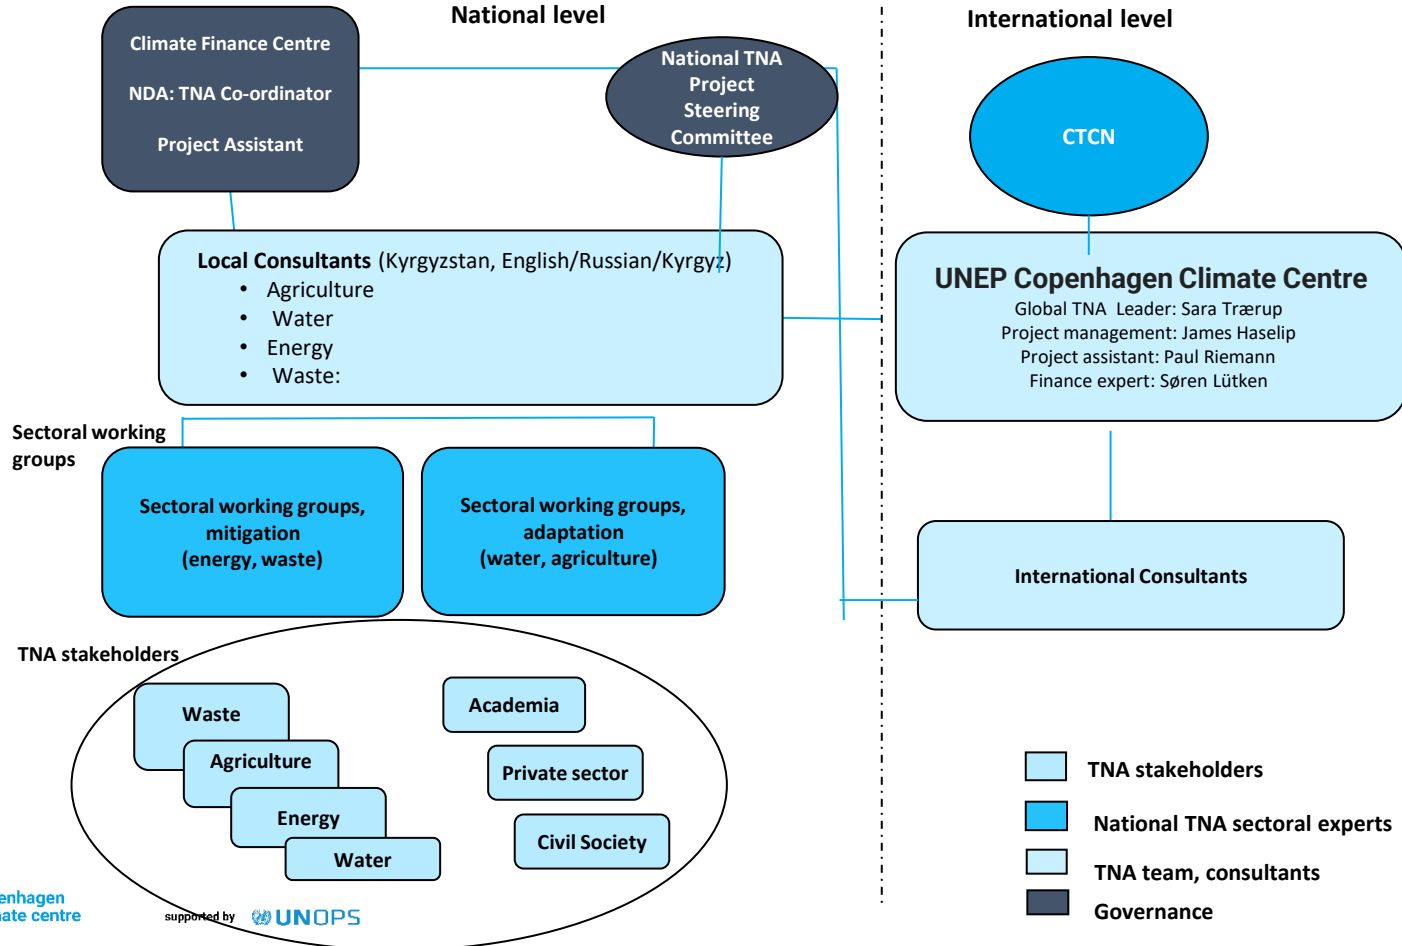 National level
International level
Climate Finance Centre
NDA: TNA Co-ordinator
Project Assistant
National TNA
Project
Steering
Committee
CTCN
Local Consultants (Kyrgyzstan, English/Russian/Kyrgyz)
• Agriculture
• Water
• Energy
• Waste:
UNEP Copenhagen Climate Centre
Global TNA Leader: Sara Trærup
Project management: James Haselip
Project assistant: Paul Riemann
Finance expert: Søren Lütken
Sectoral working
groups
Sectoral working groups,
mitigation
(energy, waste)
Sectoral working groups,
adaptation
(water, agriculture)
International Consultants
TNA stakeholders
Waste
Agriculture
Energy
Water
Academia
Private sector
Civil Society
TNA stakeholders
National TNA sectoral experts
TNA team, consultants
Governance
enhagen
nate centre
supported by
UNOPS